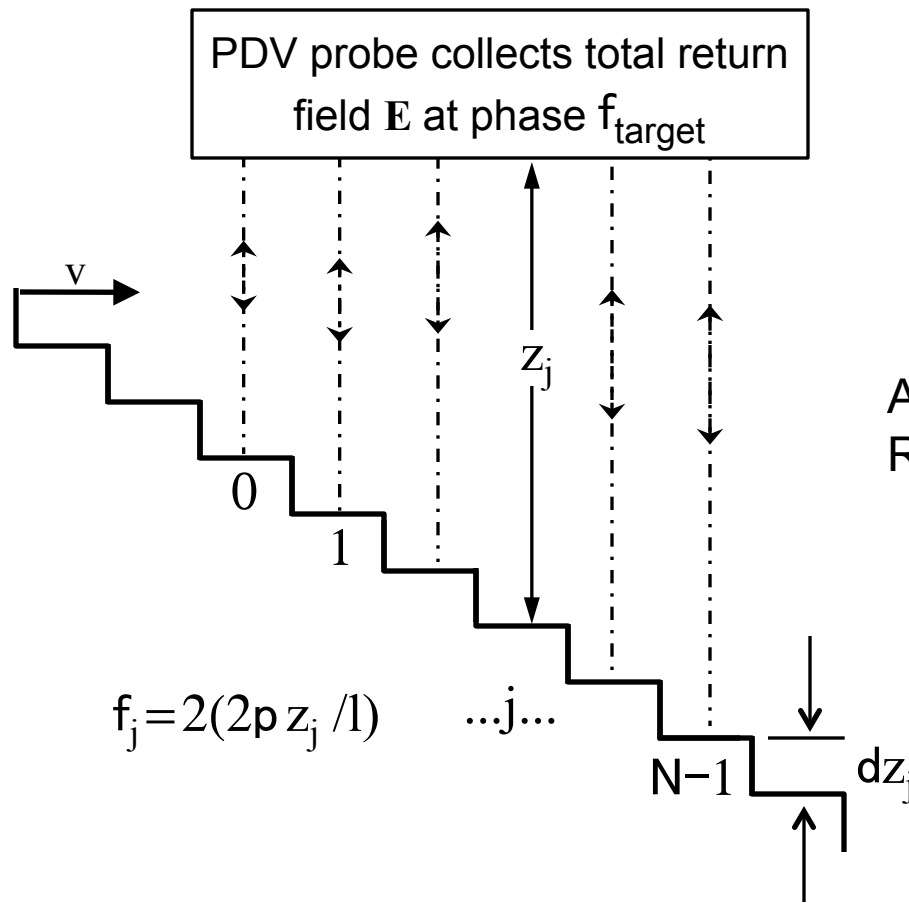 PDV probe collects total return
field E at phase f_target
v
z_j
A
R
0
1
f_j=2(2p z_j /l)
...j...
N−1
dz_j